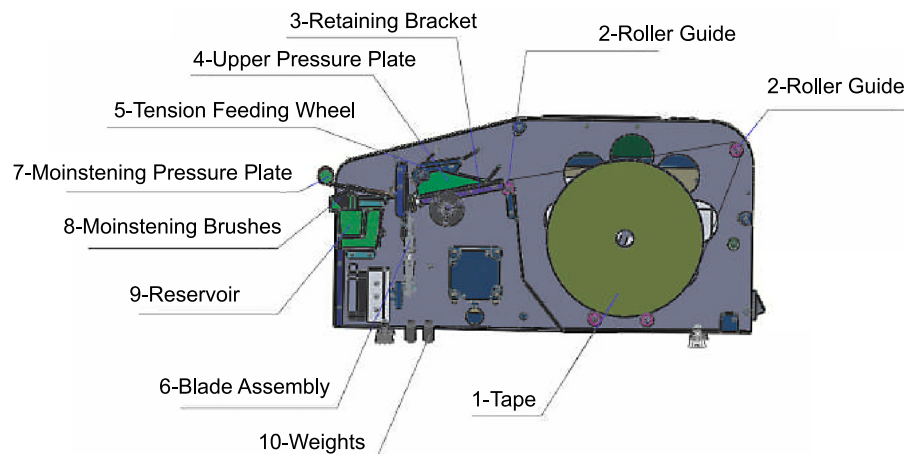 3-Retaining Bracket
2-Roller Guide
4-Upper Pressure Plate
2-Roller Guide
5-Tension Feeding Wheel
7-Moinstening Pressure Plate
8-Moinstening Brushes
9-Reservoir
6-Blade Assembly
1-Tape
10-Weights